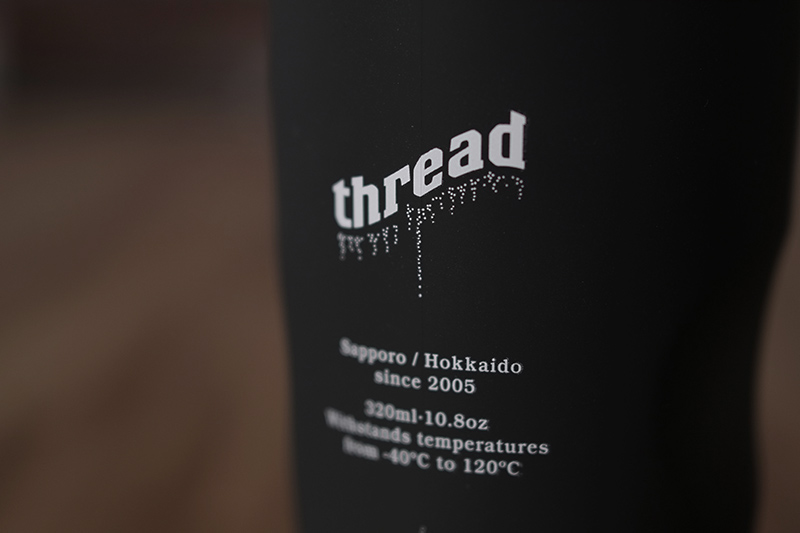 thread
Sapporo / Hokkaido
since 2005
320ml·10.8oz
Withstands temperatures
from -40°C to 120°C